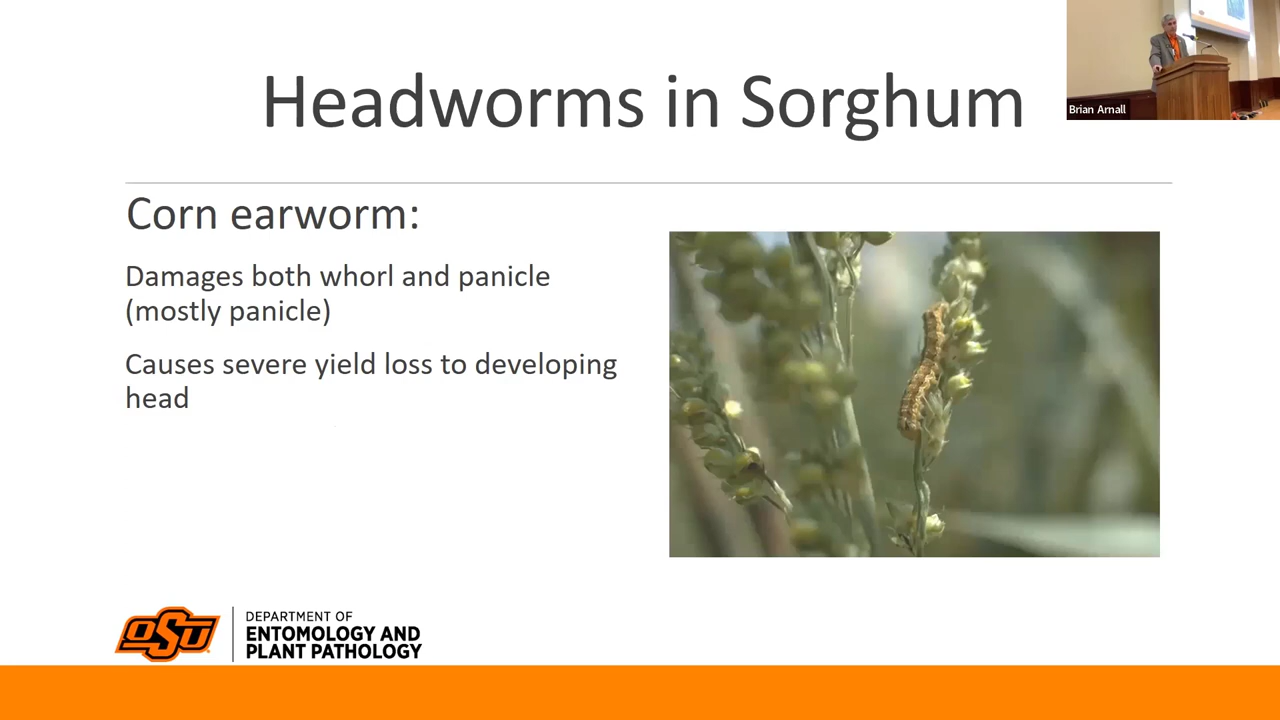 Headworms in Sorghum
Brian Arnall
Corn earworm:
Damages both whorl and panicle
(mostly panicle)
Causes severe yield loss to developing
head
OSU
DEPARTMENT OF
ENTOMOLOGY AND
PLANT PATHOLOGY